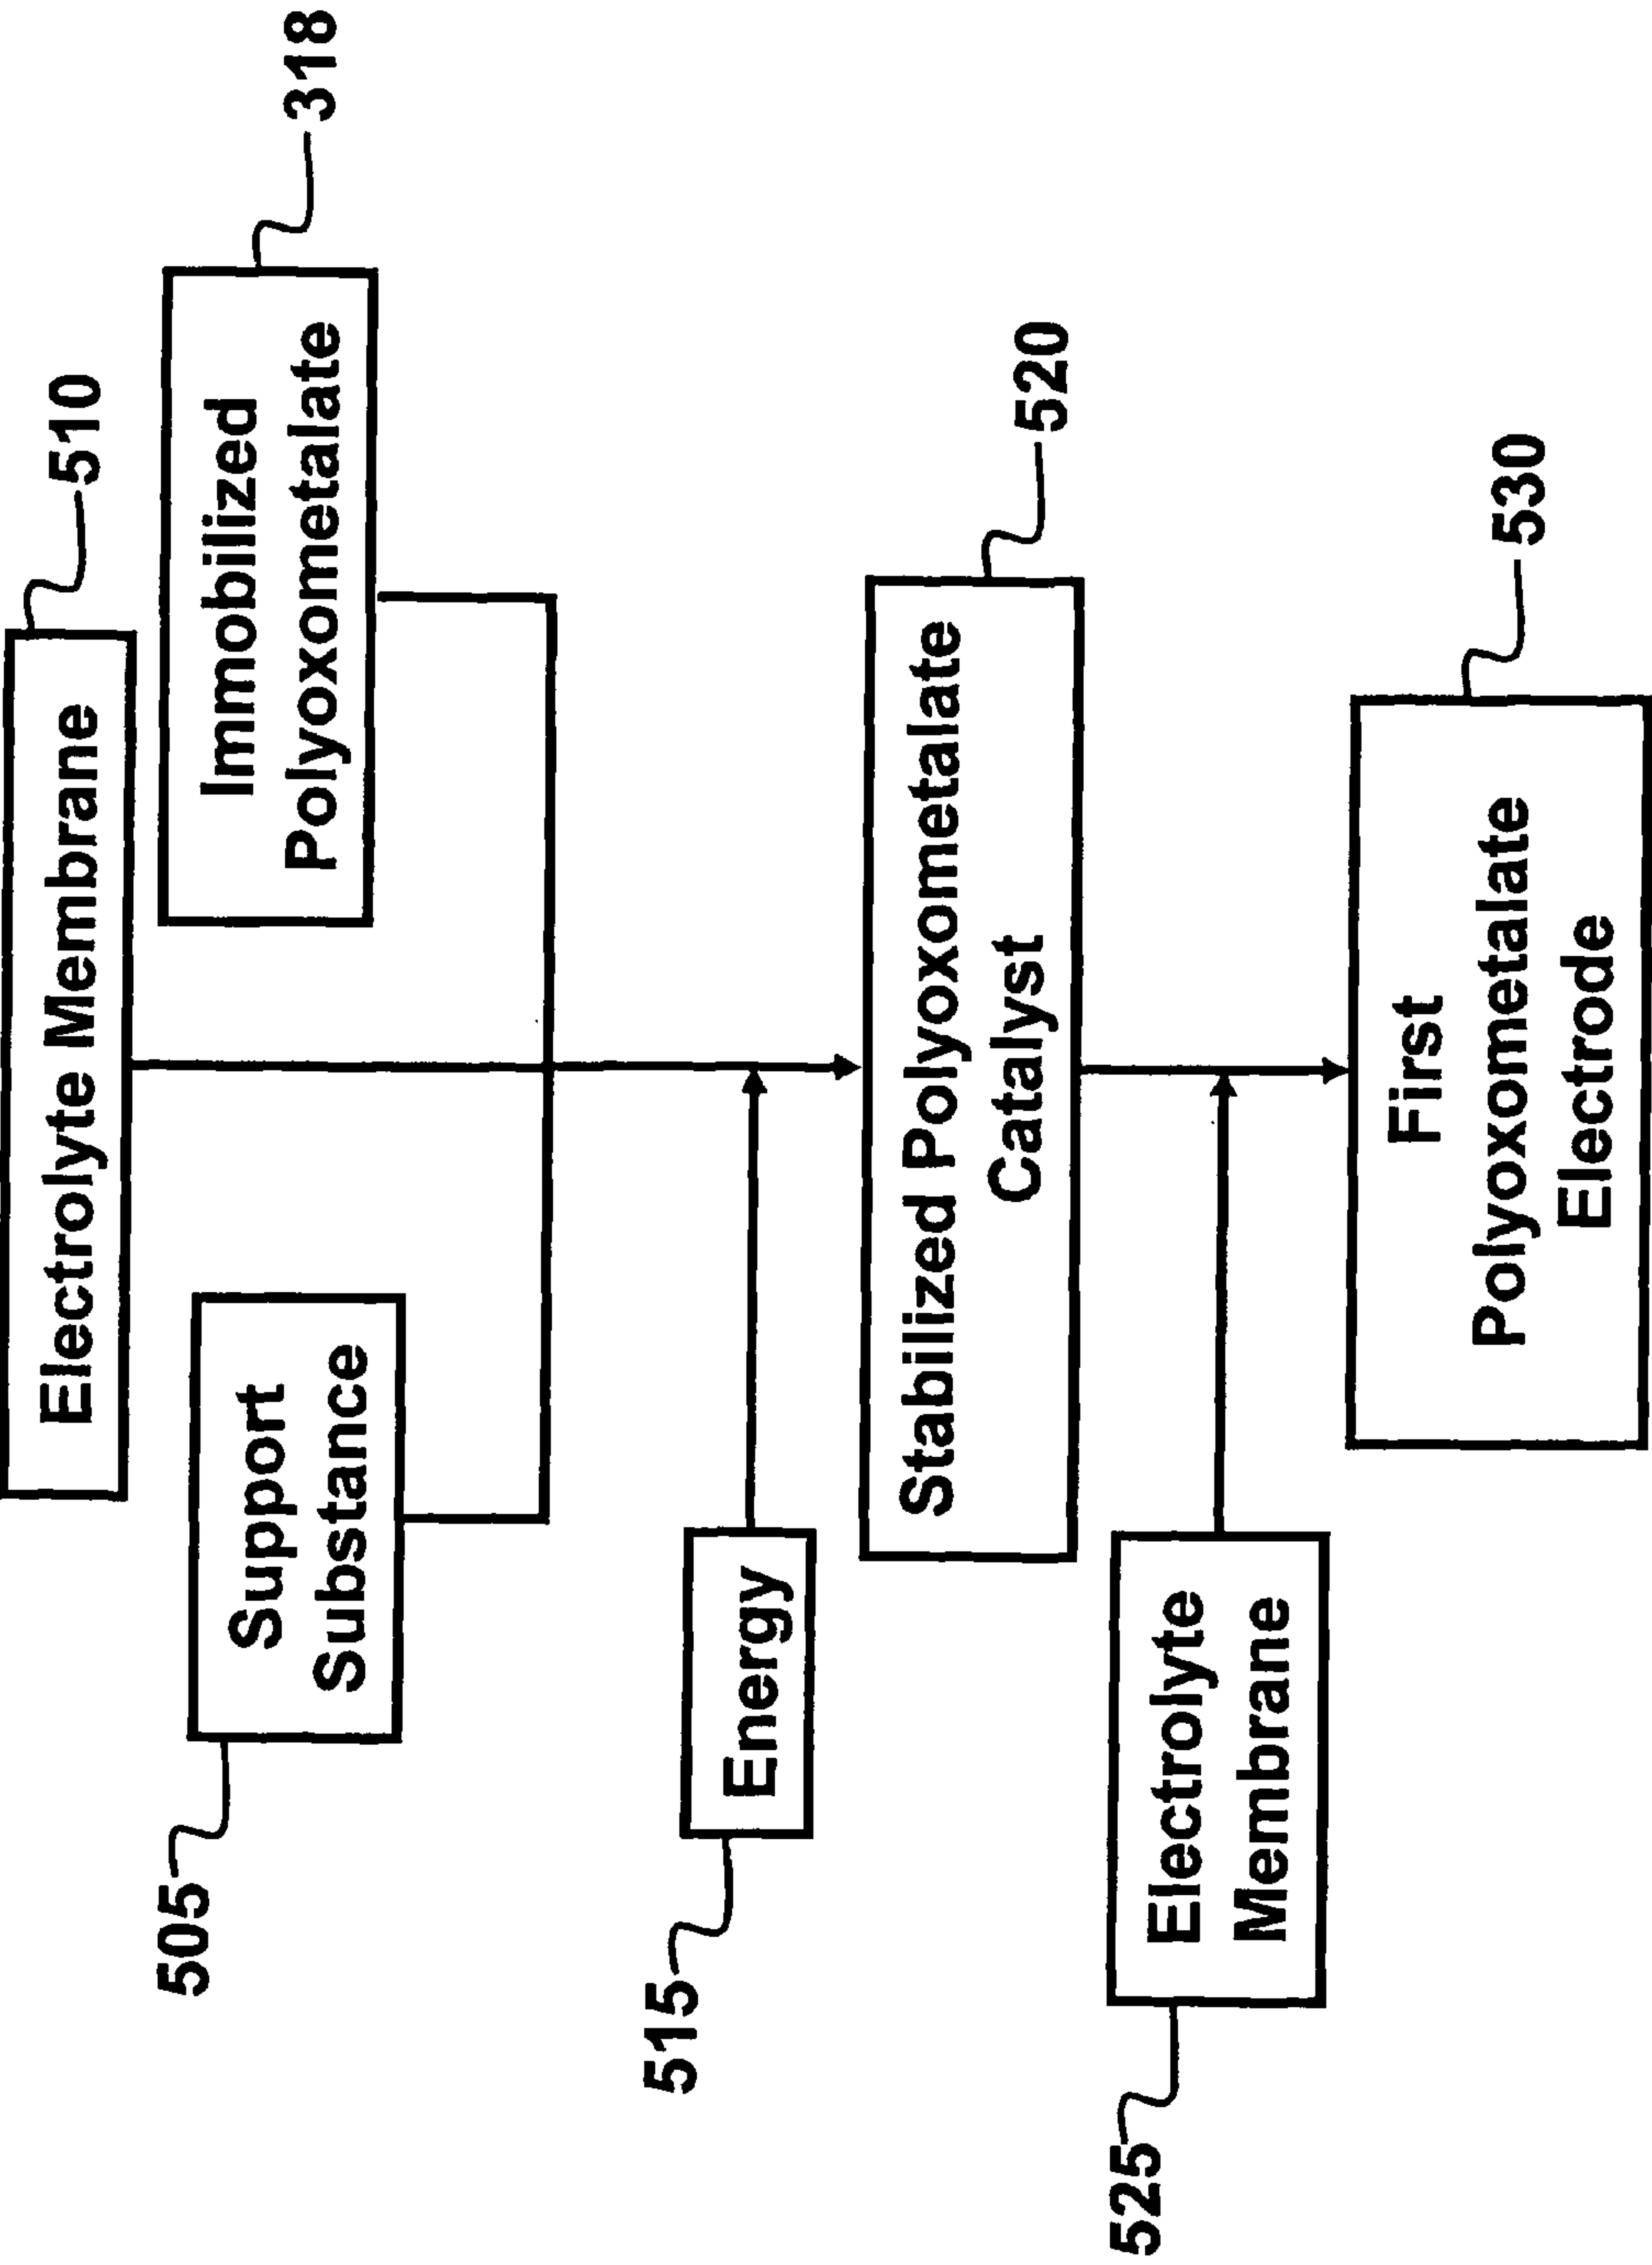 510
Electrolyte Membrane
505
Support
Substance
318
Immobilized
Polyoxometalate
515
Energy
520
Stabilized Polyoxometalate
Catalyst
525
Electrolyte
Membrane
530
First
Polyoxometalate
Electrode